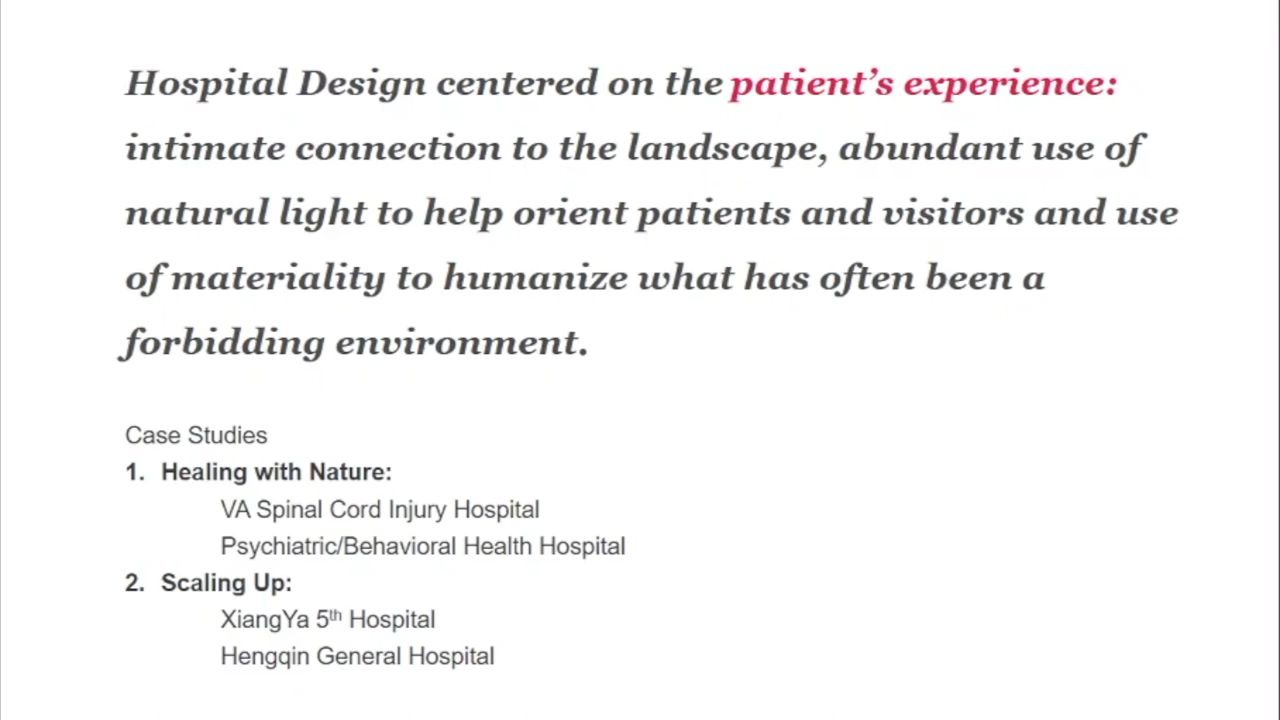 Hospital Design centered on the patient’s experience:
intimate connection to the landscape, abundant use of
natural light to help orient patients and visitors and use
of materiality to humanize what has often been a
forbidding environment.
Case Studies
1. Healing with Nature:
VA Spinal Cord Injury Hospital
Psychiatric/Behavioral Health Hospital
2. Scaling Up:
XiangYa 5th Hospital
Hengqin General Hospital